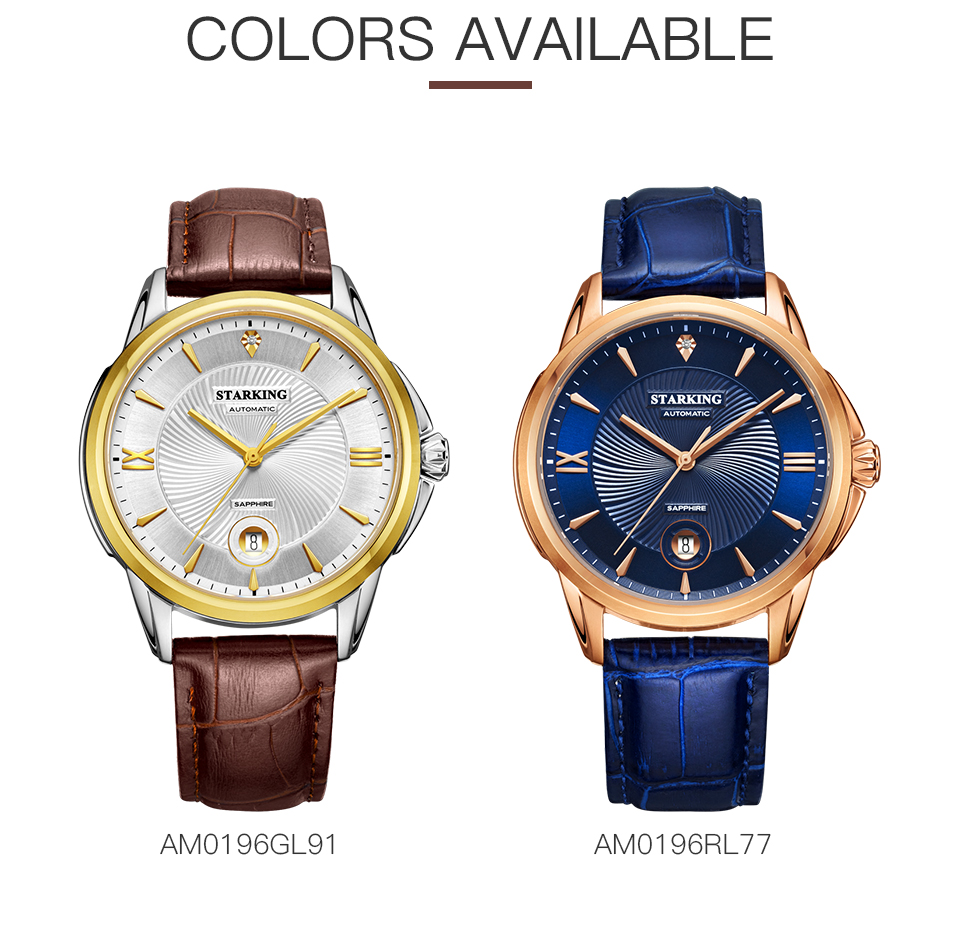 COLORS AVAILABLE
STARKING
AUTOMATIC
SAPPHIRE
8
STARKING
AUTOMATIC
SAPPHIRE
8
AM0196GL91
AM0196RL77